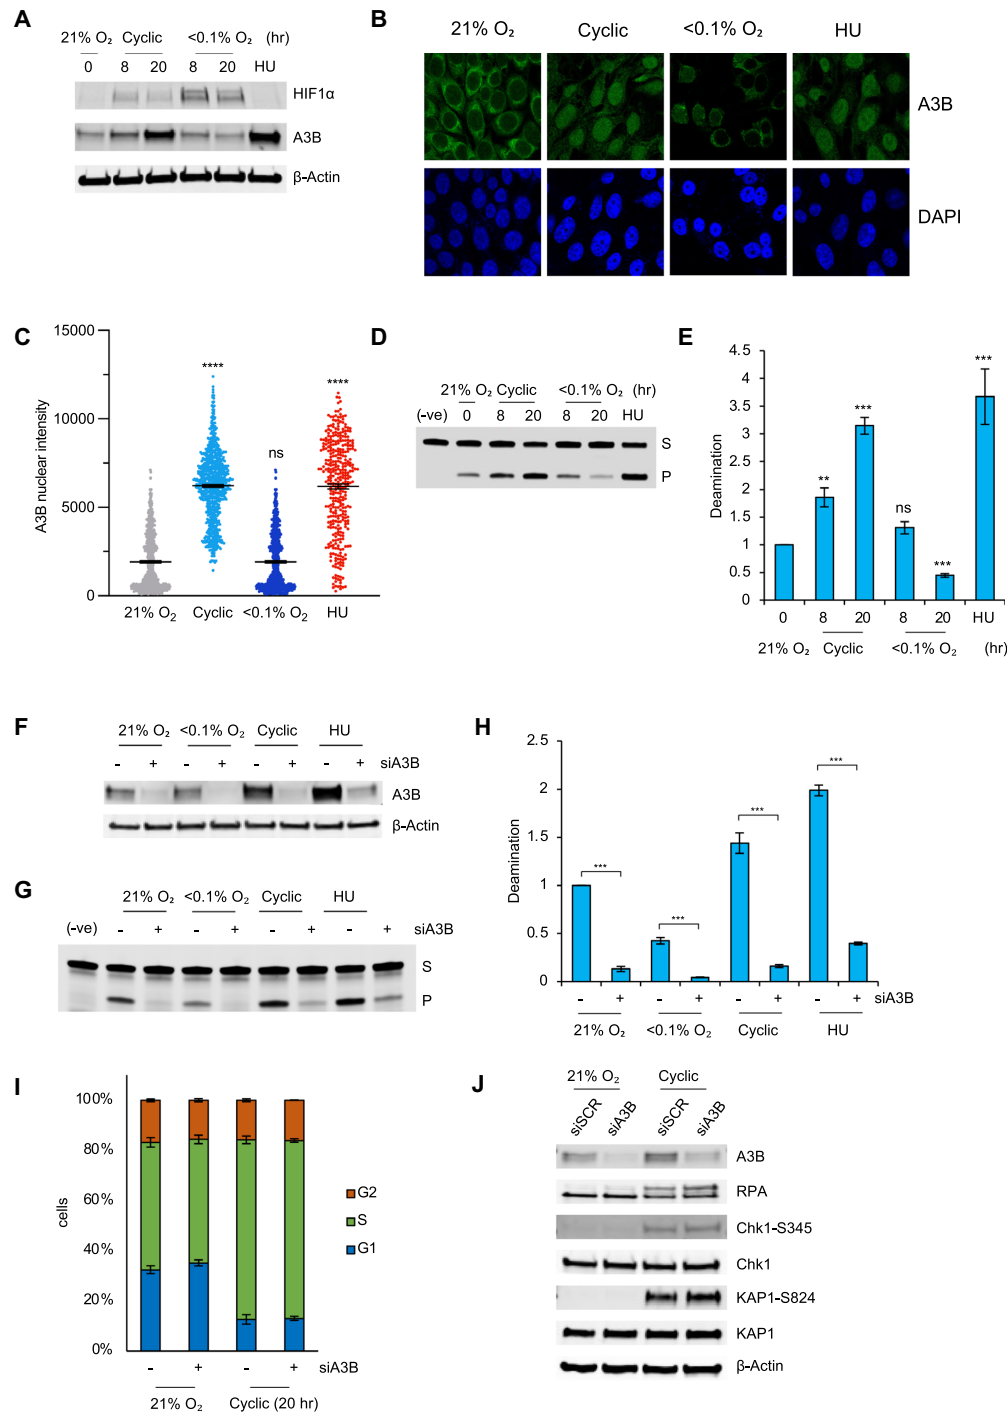 A
21% O₂ Cyclic <0.1% O₂ (hr)
0 8 20 8 20 HU
HIF1α
A3B
β-Actin
B
21% O₂ Cyclic <0.1% O₂ HU
A3B
DAPI
C
15000
10000
5000
0
A3B nuclear intensity
**** ns ****
21% O₂ Cyclic <0.1% O₂ HU
D
21% O₂ Cyclic <0.1% O₂ (hr)
(-ve) 0 8 20 8 20 HU
S
P
E
4.5
4
3.5
3
2.5
2
1.5
1
0.5
0
Deamination
** *** ns *** ***
0 8 20 8 20 HU
21% O₂ Cyclic <0.1% O₂ (hr)
F
21% O₂ <0.1% O₂ Cyclic HU
- + - + - + - + siA3B
A3B
β-Actin
G
21% O₂ <0.1% O₂ Cyclic HU
(-ve) - + - + - + - + siA3B
S
P
H
2.5
2
1.5
1
0.5
0
Deamination
*** *** *** ***
- + - + - + - + siA3B
21% O₂ <0.1% O₂ Cyclic HU
I
100%
80%
60%
40%
20%
0%
cells
G2
S
G1
- + - + siA3B
21% O₂ Cyclic (20 hr)
J
21% O₂ Cyclic
siSCR siA3B siSCR siA3B
A3B
RPA
Chk1-S345
Chk1
KAP1-S824
KAP1
β-Actin